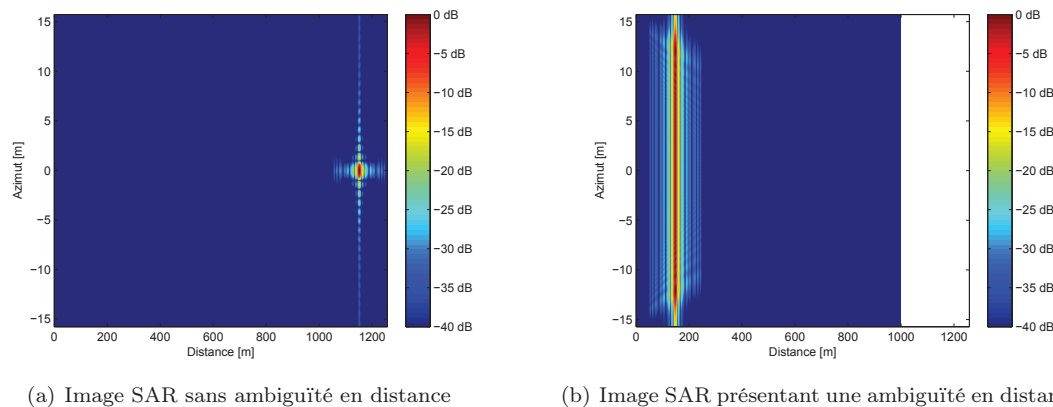 15
10
5
0
−5
−10
−15
Azimut [m]
0 200 400 600 800 1000 1200
Distance [m]
0 dB
−5 dB
−10 dB
−15 dB
−20 dB
−25 dB
−30 dB
−35 dB
−40 dB
(a) Image SAR sans ambiguïté en distance
15
10
5
0
−5
−10
−15
Azimut [m]
0 200 400 600 800 1000 1200
Distance [m]
0 dB
−5 dB
−10 dB
−15 dB
−20 dB
−25 dB
−30 dB
−35 dB
−40 dB
(b) Image SAR présentant une ambiguïté en distan